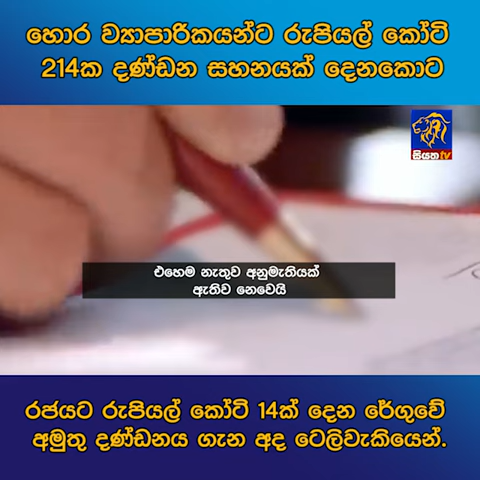 හොර ව්‍යාපාරිකයන්ට රුපියල් කෝටි
214ක දණ්ඩන සහනයක් දෙනකොට
සියත tv
එහෙම නැතුව අනුමැතියක්
ඇතිව නෙවෙයි
රජයට රුපියල් කෝටි 14ක් දෙන රේගුවේ
අමුතු දණ්ඩනය ගැන අද ටෙලිවැකියෙන්.